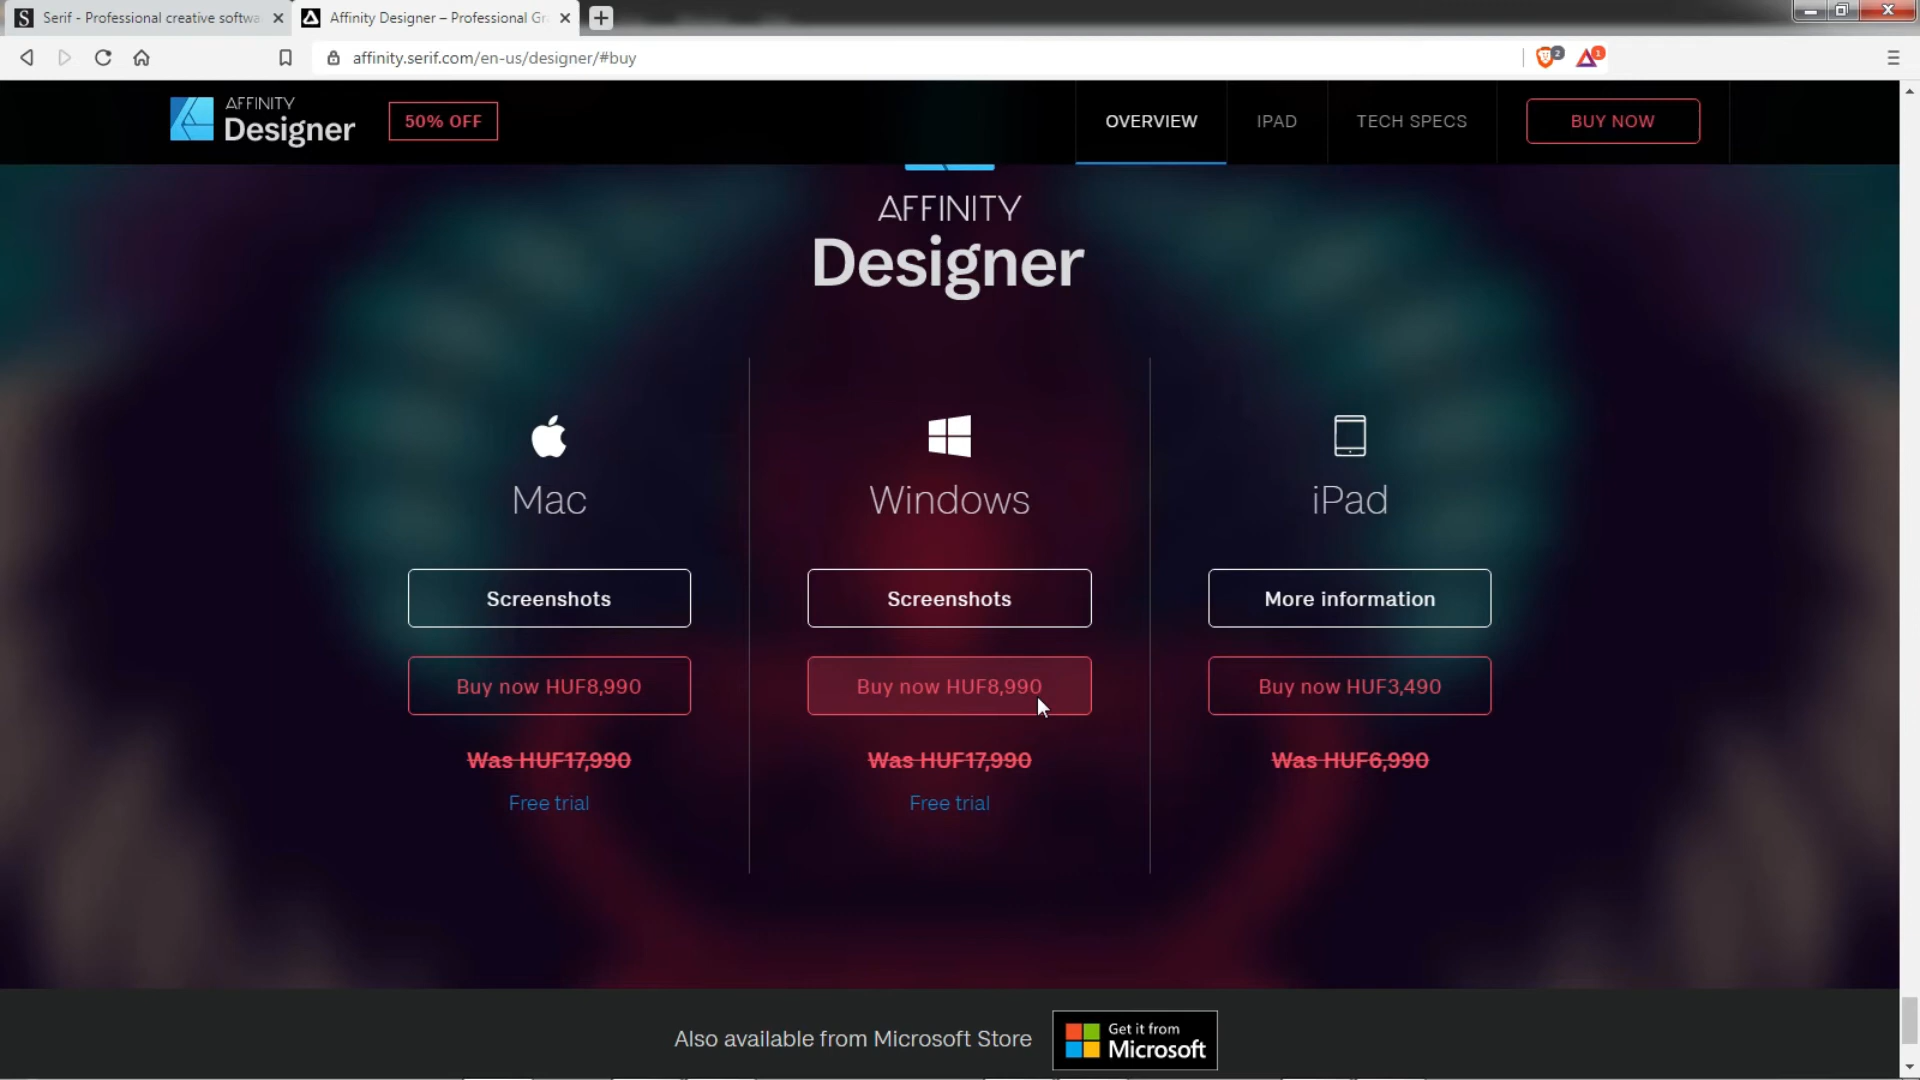 Serif - Professional creative softwa
Affinity Designer – Professional Gr
affinity.serif.com/en-us/designer/#buy
2
1
AFFINITY
Designer
50% OFF
OVERVIEW
IPAD
TECH SPECS
BUY NOW
AFFINITY
Designer
Mac
Windows
iPad
Screenshots
Screenshots
More information
Buy now HUF8,990
Buy now HUF8,990
Buy now HUF3,490
Was HUF17,990
Was HUF17,990
Was HUF6,990
Free trial
Free trial
Also available from Microsoft Store
Get it from
Microsoft